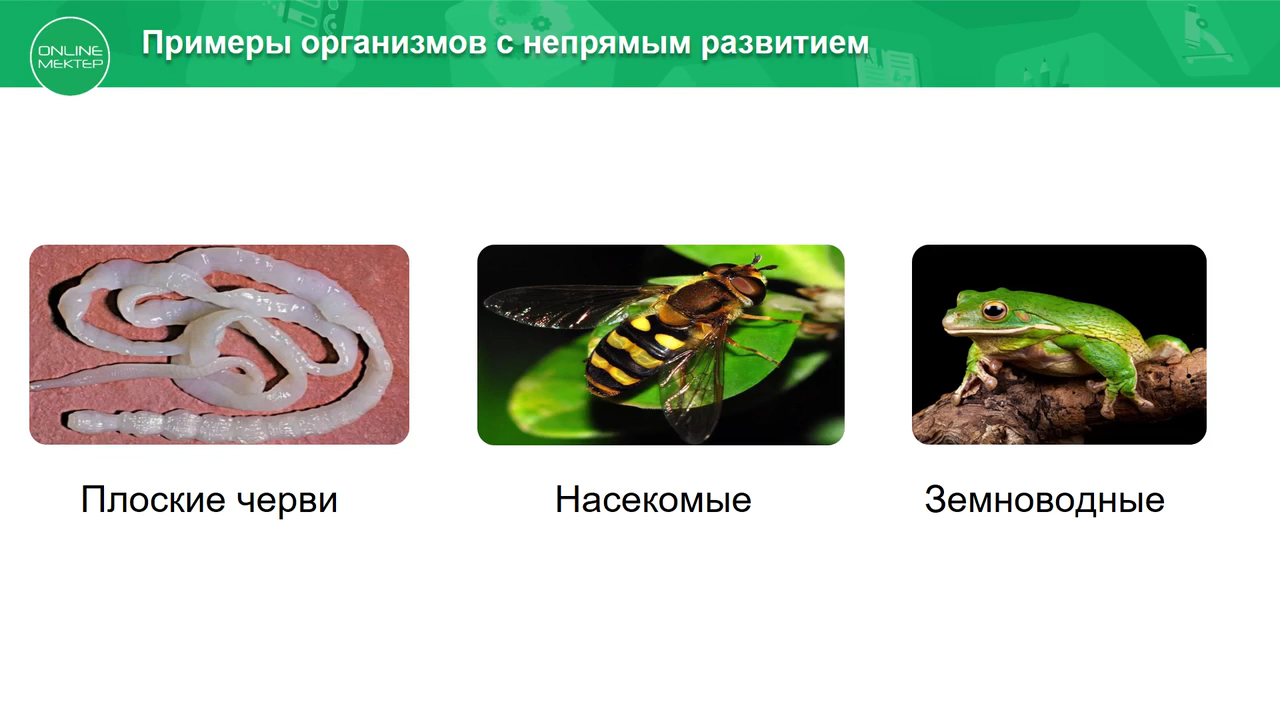 ONLINE
МЕКТЕР
Примеры организмов с непрямым развитием
Плоские черви
Насекомые
Земноводные